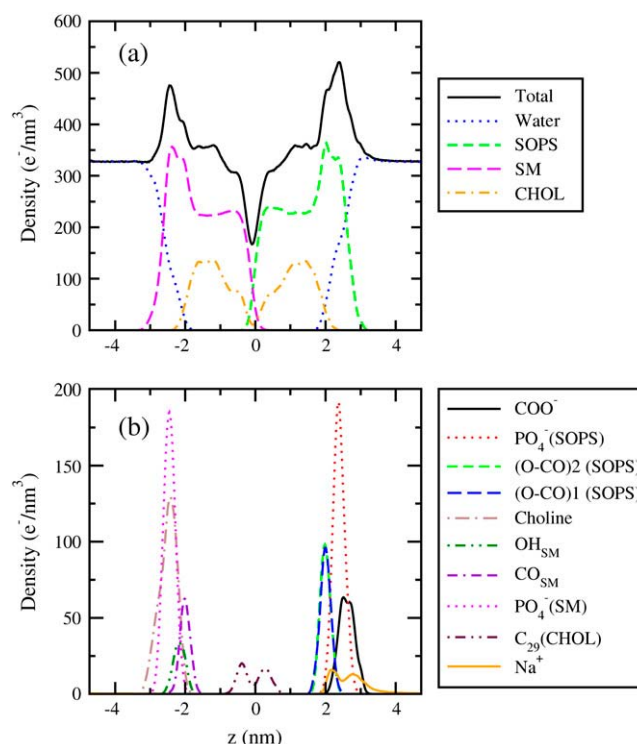 600
(a)
500
400
300
200
100
0
Density (e⁻/nm³)
-4 -2 0 2 4
Total
Water
SOPS
SM
CHOL
200
(b)
150
100
50
0
Density (e⁻/nm³)
-4 -2 0 2 4
z (nm)
COO⁻
PO₄⁻(SOPS)
(O-CO)2 (SOPS)
(O-CO)1 (SOPS)
Choline
OH_SM
CO_SM
PO₄⁻(SM)
C₂₉(CHOL)
Na⁺